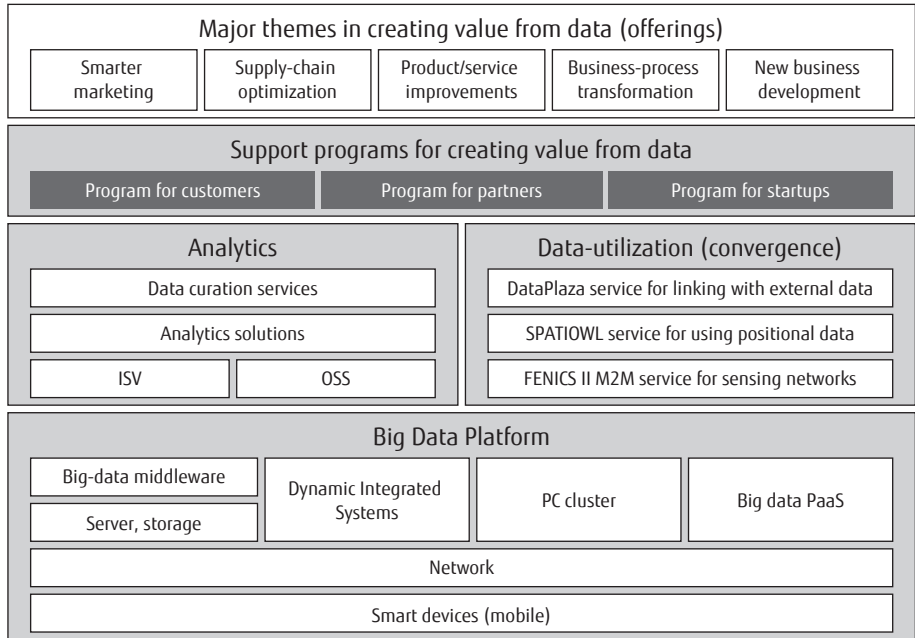 Major themes in creating value from data (offerings)
Smarter
marketing
Supply-chain
optimization
Product/service
improvements
Business-process
transformation
New business
development
Support programs for creating value from data
Program for customers
Program for partners
Program for startups
Analytics
Data curation services
Analytics solutions
ISV
OSS
Data-utilization (convergence)
DataPlaza service for linking with external data
SPATIOWL service for using positional data
FENICS II M2M service for sensing networks
Big Data Platform
Big-data middleware
Server, storage
Dynamic Integrated
Systems
PC cluster
Big data PaaS
Network
Smart devices (mobile)